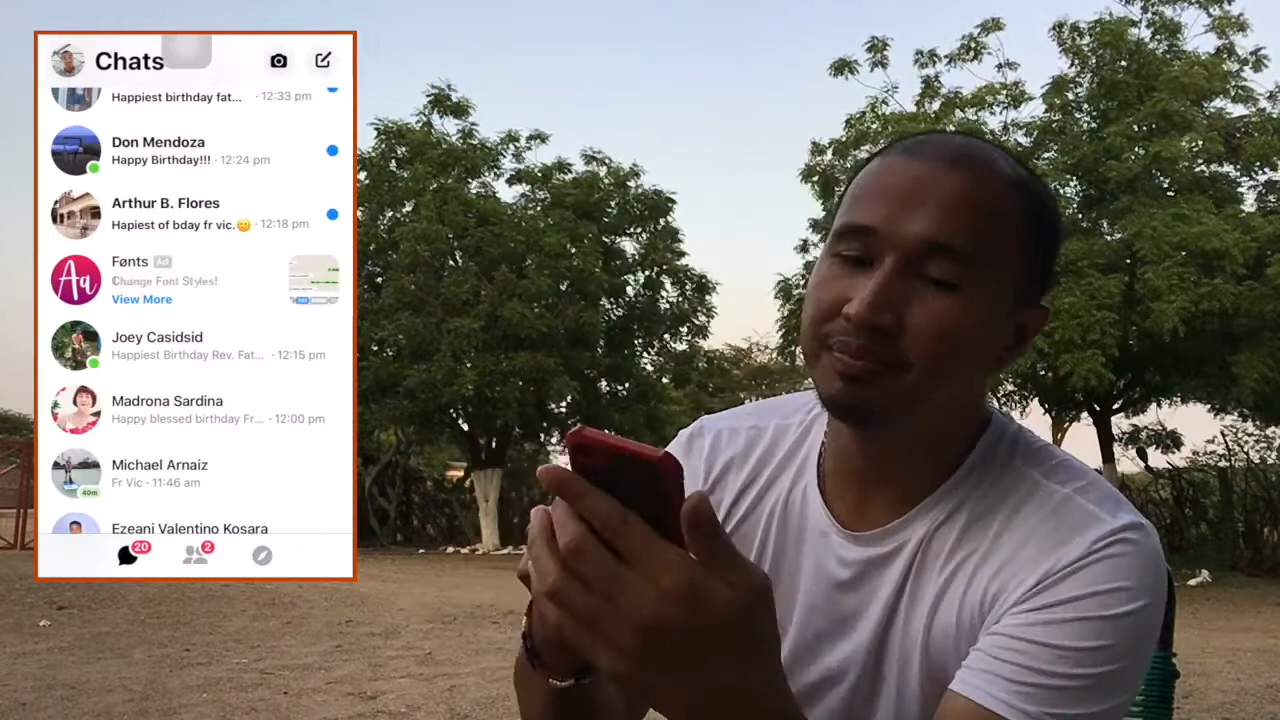 Chats
Happiest birthday fat... · 12:33 pm
Don Mendoza
Happy Birthday!!! · 12:24 pm
Arthur B. Flores
Hapiest of bday fr vic.🙂 · 12:18 pm
Fønts Ad
Change Font Styles!
View More
Aa
Joey Casidsid
Happiest Birthday Rev. Fat... · 12:15 pm
Madrona Sardina
Happy blessed birthday Fr... · 12:00 pm
Michael Arnaiz
Fr Vic · 11:46 am
40m
Ezeani Valentino Kosara
20
2